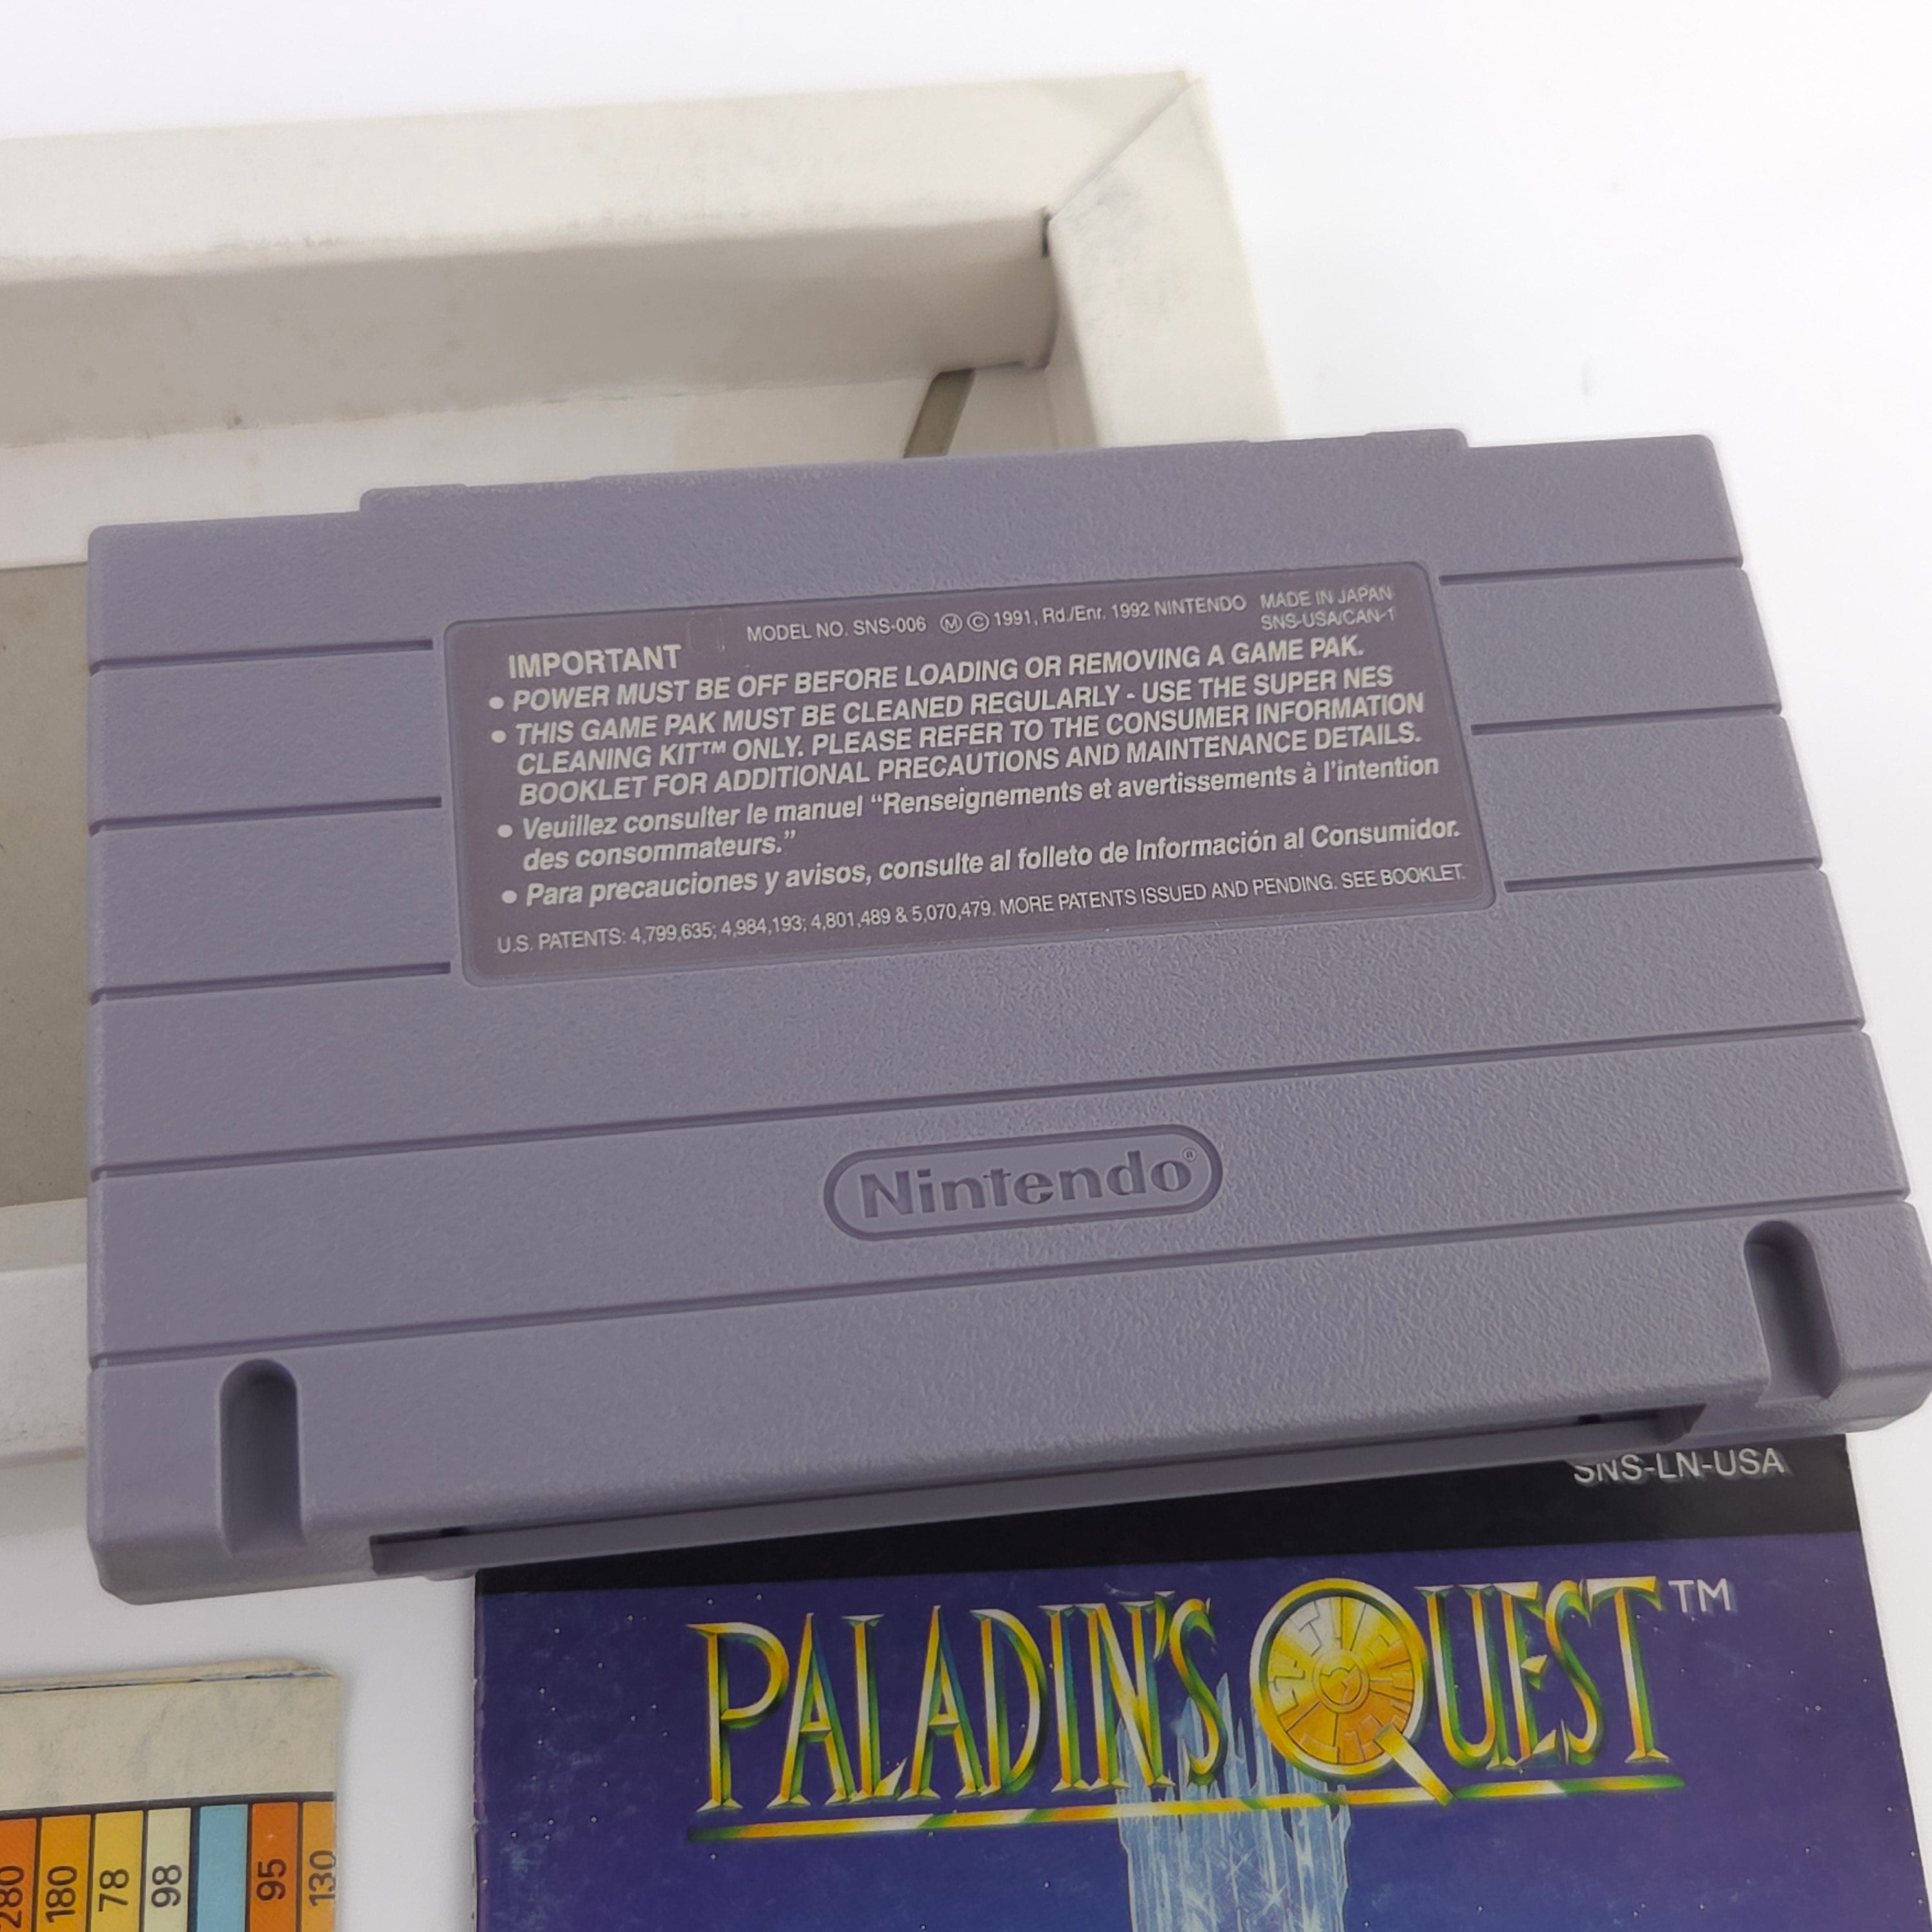 MODEL NO. SNS-006 Ⓜ © 1991, Rd./Enr. 1992 NINTENDO MADE IN JAPAN
SNS-USA/CAN-1
IMPORTANT
• POWER MUST BE OFF BEFORE LOADING OR REMOVING A GAME PAK.
• THIS GAME PAK MUST BE CLEANED REGULARLY - USE THE SUPER NES
CLEANING KIT™ ONLY. PLEASE REFER TO THE CONSUMER INFORMATION
BOOKLET FOR ADDITIONAL PRECAUTIONS AND MAINTENANCE DETAILS.
• Veuillez consulter le manuel “Renseignements et avertissements à l’intention
des consommateurs.”
• Para precauciones y avisos, consulte al folleto de Información al Consumidor.
U.S. PATENTS: 4,799,635; 4,984,193; 4,801,489 & 5,070,479. MORE PATENTS ISSUED AND PENDING. SEE BOOKLET.
Nintendo®
SNS-LN-USA
PALADIN'S QUEST™
280 180 78 98 95 130